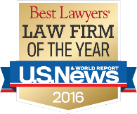 Best Lawyers®
LAW FIRM
OF THE YEAR
U.S.News
& WORLD REPORT
2016